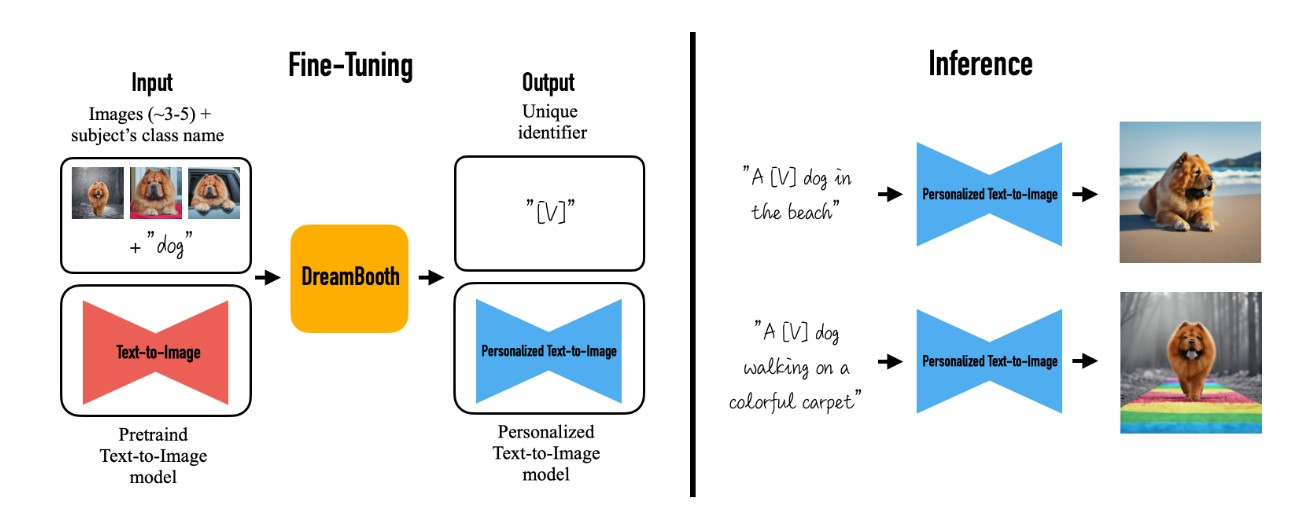 Fine-Tuning
Input
Images (~3-5) +
subject's class name
+ "dog"
Text-to-Image
Pretraind
Text-to-Image
model
DreamBooth
Output
Unique
identifier
"[V]"
Personalized Text-to-Image
Personalized
Text-to-Image
model
Inference
"A [V] dog in
the beach"
Personalized Text-to-Image
"A [V] dog
walking on a
colorful carpet"
Personalized Text-to-Image